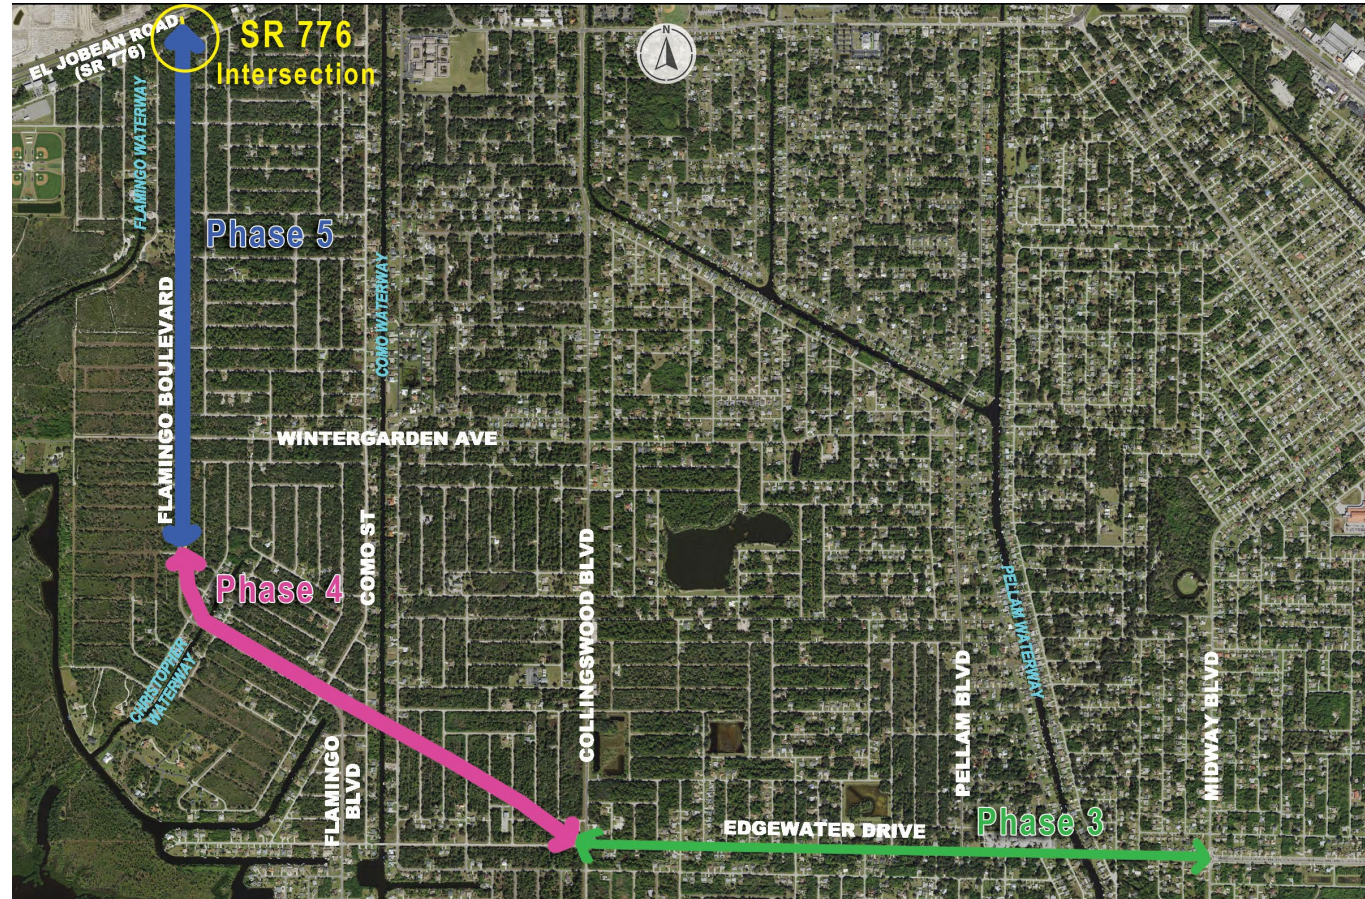 EL JOBEAN ROAD
(SR 776)
SR 776
Intersection
N
FLAMINGO WATERWAY
Phase 5
FLAMINGO BOULEVARD
COMO WATERWAY
WINTERGARDEN AVE
COMO ST
Phase 4
CHRISTOPHER
WATERWAY
COLLINGSWOOD BLVD
PELLAM WATERWAY
PELLAM BLVD
MIDWAY BLVD
FLAMINGO
BLVD
EDGEWATER DRIVE
Phase 3